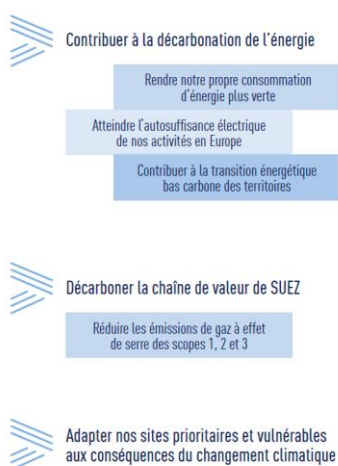 Contribuer à la décarbonation de l'énergie
Rendre notre propre consommation
d'énergie plus verte
Atteindre l'autosuffisance électrique
de nos activités en Europe
Contribuer à la transition énergétique
bas carbone des territoires
Décarboner la chaîne de valeur de SUEZ
Réduire les émissions de gaz à effet
de serre des scopes 1, 2 et 3
Adapter nos sites prioritaires et vulnérables
aux conséquences du changement climatique